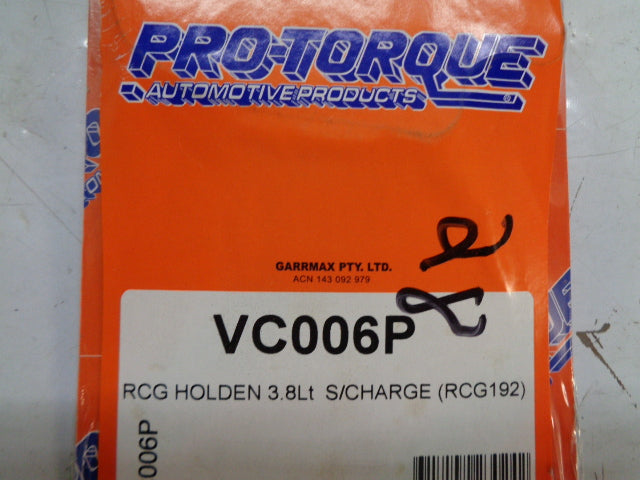 PRO-TORQUE
AUTOMOTIVE PRODUCTS
GARRMAX PTY. LTD.
ACN 143 092 979
VC006P
RCG HOLDEN 3.8Lt S/CHARGE (RCG192)
006P